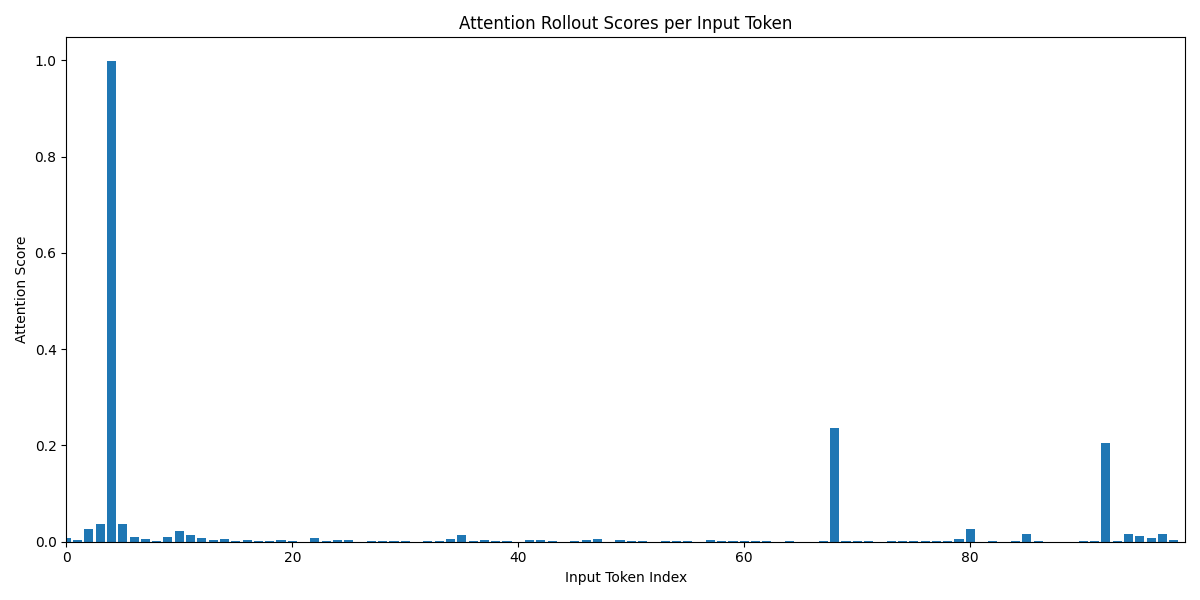 Attention Rollout Scores per Input Token
1.0
0.8
0.6
0.4
0.2
0.0
Attention Score
0 20 40 60 80
Input Token Index